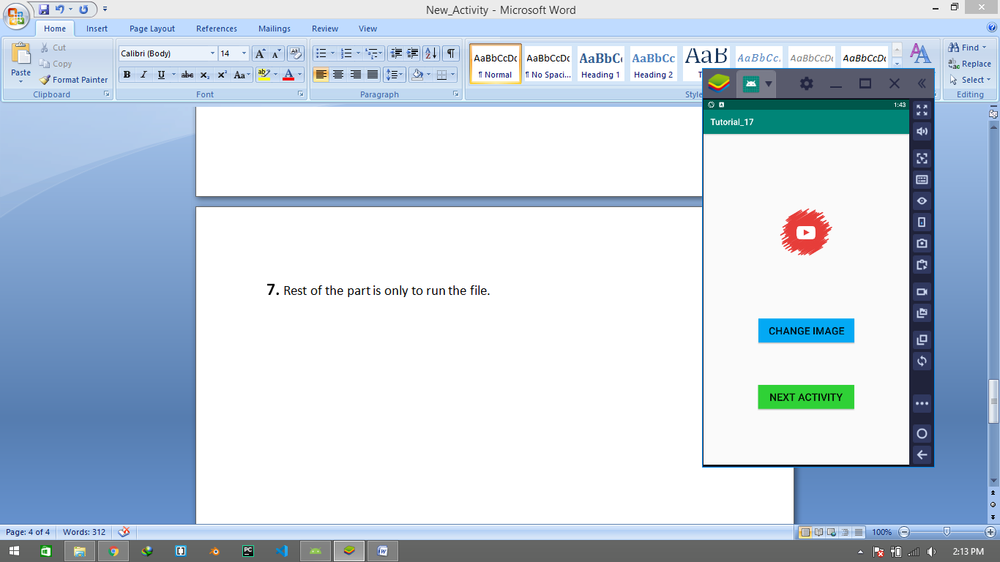 New_Activity - Microsoft Word
Home Insert Page Layout References Mailings Review View
Paste
Cut
Copy
Format Painter
Clipboard
Calibri (Body) 14
B I U abc x₂ x² Aa
Font
Paragraph
AaBbCcDc AaBbCcDc AaBbC AaBbCc AaB AaBbCc. AaBbCcDc AaBbCcDc
¶ Normal ¶ No Spaci... Heading 1 Heading 2 T
Style
Find
Replace
Select
Editing
1:43
Tutorial_17
CHANGE IMAGE
NEXT ACTIVITY
7. Rest of the part is only to run the file.
Page: 4 of 4 Words: 312 100%
PC W 2:13 PM